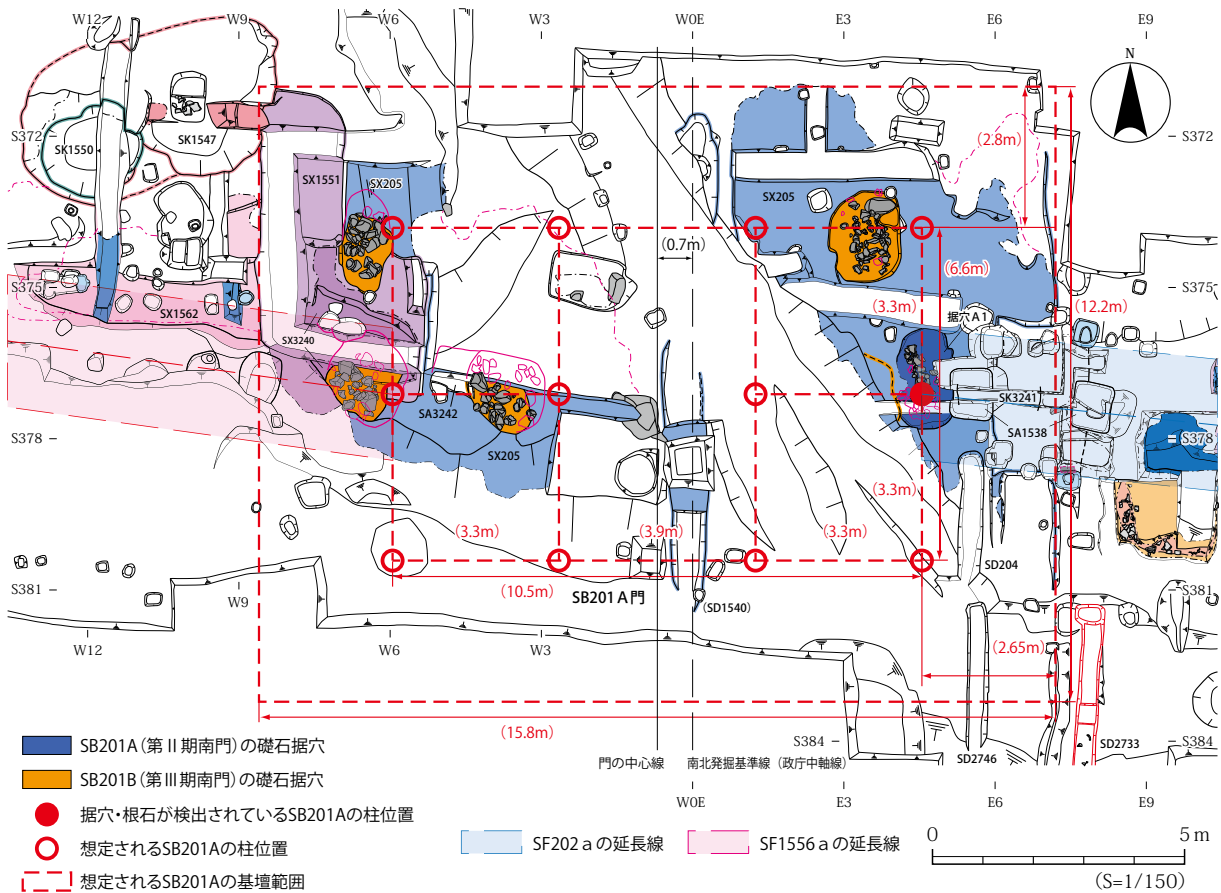 W12
W9
W6
W3
W0E
E3
E6
E9
N
S372
S372
SK1547
SK1550
SX1551
SX205
SX205
(2.8m)
(0.7m)
(6.6m)
S375
S375
(3.3m)
(12.2m)
据穴A1
SX1562
SX3240
SA3242
SK3241
SA1538
S378
S378
SX205
(3.3m)
(3.3m)
(3.9m)
(3.3m)
SD204
S381
S381
W9
(10.5m)
SB201A門
(SD1540)
W12
W6
W3
(2.65m)
(15.8m)
S384
S384
SD2733
SD2746
門の中心線
南北発掘基準線（政庁中軸線）
W0E
E3
E6
E9
SB201A（第Ⅱ期南門）の礎石据穴
SB201B（第Ⅲ期南門）の礎石据穴
据穴・根石が検出されているSB201Aの柱位置
想定されるSB201Aの柱位置
想定されるSB201Aの基壇範囲
SF202aの延長線
SF1556aの延長線
0
5m
(S=1/150)